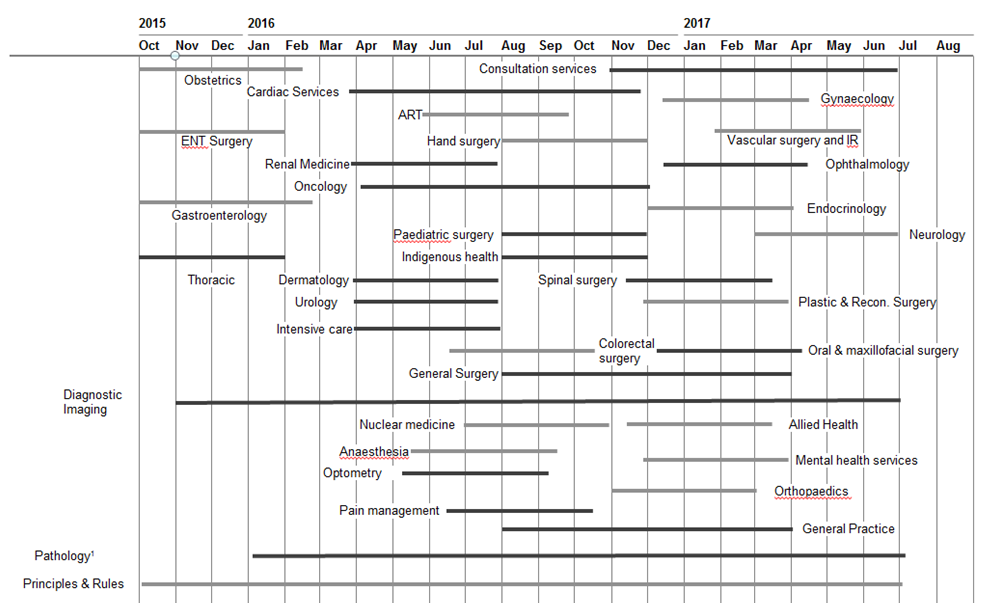 2015 2016 2017
Oct Nov Dec Jan Feb Mar Apr May Jun Jul Aug Sep Oct Nov Dec Jan Feb Mar Apr May Jun Jul Aug
Consultation services
Obstetrics
Cardiac Services
Gynaecology
ART
ENT Surgery
Hand surgery
Vascular surgery and IR
Renal Medicine
Ophthalmology
Oncology
Gastroenterology
Endocrinology
Paediatric surgery
Neurology
Indigenous health
Thoracic
Dermatology
Spinal surgery
Urology
Plastic & Recon. Surgery
Intensive care
Colorectal
surgery
Oral & maxillofacial surgery
General Surgery
Diagnostic
Imaging
Nuclear medicine
Allied Health
Anaesthesia
Mental health services
Optometry
Orthopaedics
Pain management
General Practice
Pathology¹
Principles & Rules